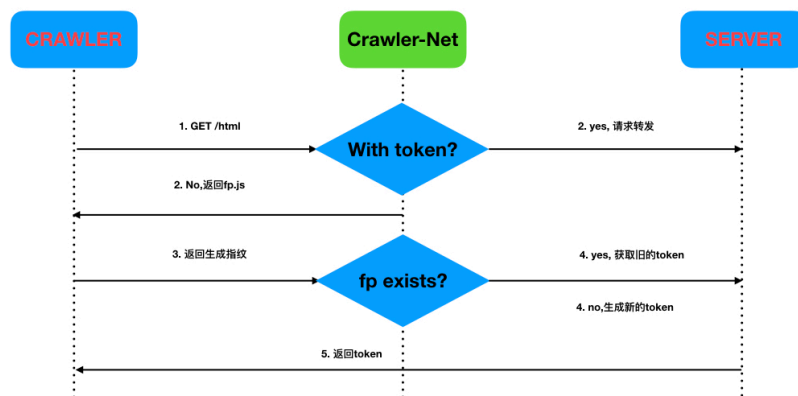 CRAWLER
Crawler-Net
SERVER
1. GET /html
2. yes, 请求转发
With token?
2. No,返回fp.js
3. 返回生成指纹
4. yes, 获取旧的token
fp exists?
4. no,生成新的token
5. 返回token